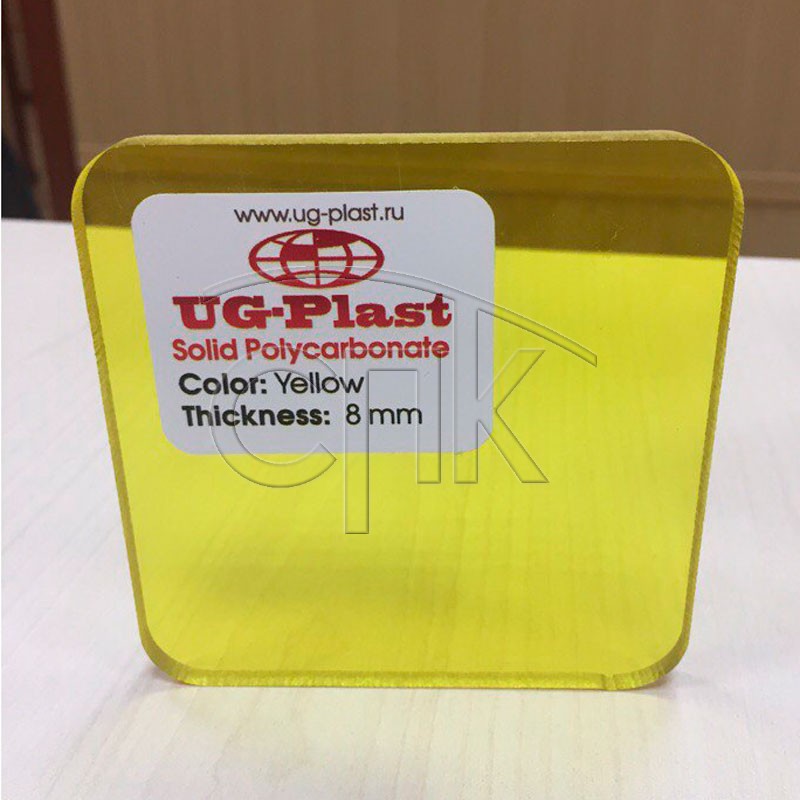 www.ug-plast.ru
UG-Plast
Solid Polycarbonate
Color: Yellow
Thickness: 8 mm
спк